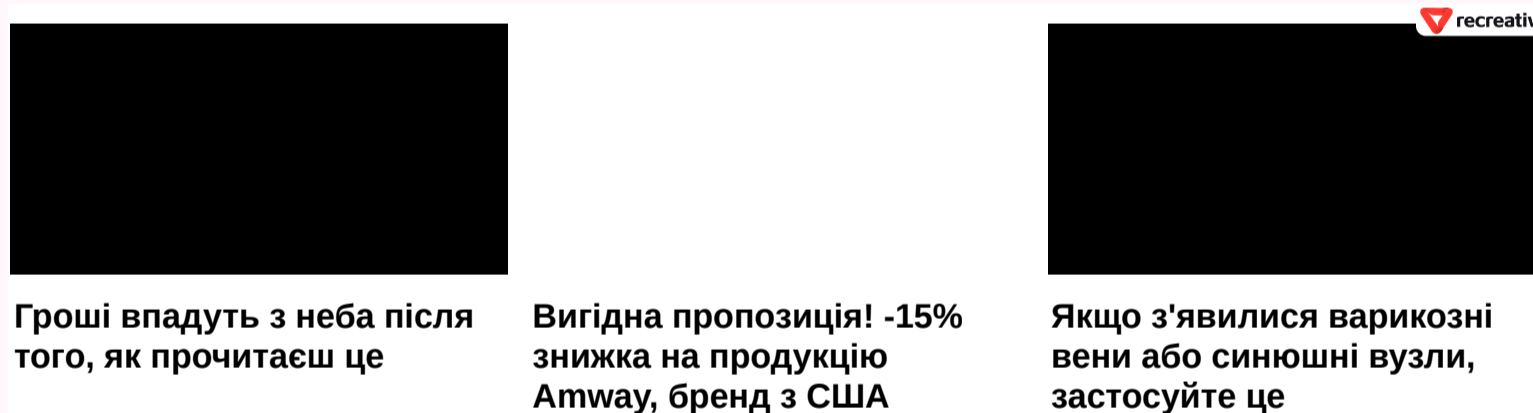 recreativ
Гроші впадуть з неба після
того, як прочитаєш це
Вигідна пропозиція! -15%
знижка на продукцію
Amway, бренд з США
Якщо з'явилися варикозні
вени або синюшні вузли,
застосуйте це